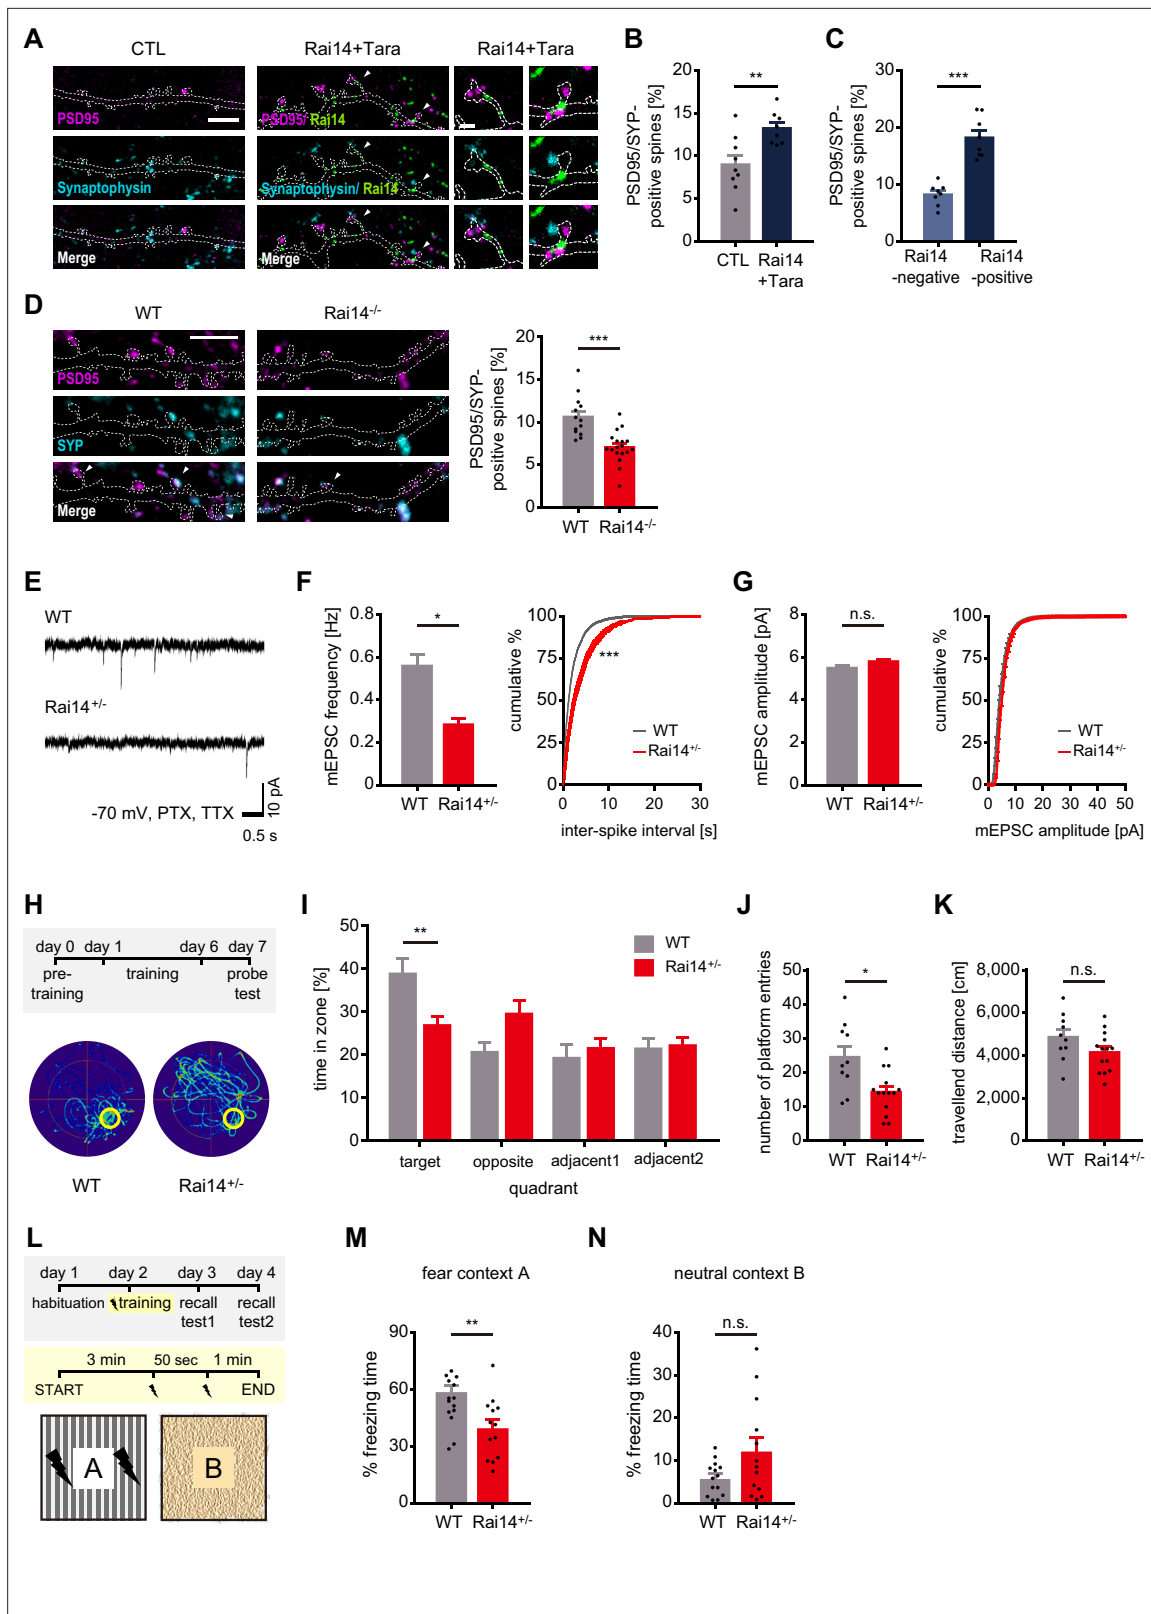 A
CTL
Rai14+Tara
Rai14+Tara
PSD95
PSD95/ Rai14
Synaptophysin
Synaptophysin/ Rai14
Merge
Merge
B
PSD95/SYP-
positive spines [%]
20
15
10
5
0
**
CTL
Rai14
+Tara
C
PSD95/SYP-
positive spines [%]
30
20
10
0
***
Rai14
-negative
Rai14
-positive
D
WT
Rai14-/-
PSD95
SYP
Merge
PSD95/SYP-
positive spines [%]
20
15
10
5
0
***
WT
Rai14-/-
E
WT
Rai14+/-
-70 mV, PTX, TTX
10 pA
0.5 s
F
mEPSC frequency [Hz]
0.8
0.6
0.4
0.2
0
*
WT
Rai14+/-
cumulative %
100
75
50
25
0
***
WT
Rai14+/-
0
10
20
30
inter-spike interval [s]
G
mEPSC amplitude [pA]
8
6
4
2
0
n.s.
WT
Rai14+/-
cumulative %
100
75
50
25
0
WT
Rai14+/-
0
10
20
30
40
50
mEPSC amplitude [pA]
H
day 0
day 1
day 6
day 7
pre-
training
training
probe
test
WT
Rai14+/-
I
time in zone [%]
50
40
30
20
10
0
**
WT
Rai14+/-
target
opposite
adjacent1
adjacent2
quadrant
J
number of platform entries
50
40
30
20
10
0
*
WT
Rai14+/-
K
travellend distance [cm]
8,000
6,000
4,000
2,000
0
n.s.
WT
Rai14+/-
L
day 1
day 2
day 3
day 4
habituation
training
recall
test1
recall
test2
3 min
50 sec
1 min
START
END
A
B
M
fear context A
% freezing time
90
60
30
0
**
WT
Rai14+/-
N
neutral context B
% freezing time
40
30
20
10
0
n.s.
WT
Rai14+/-